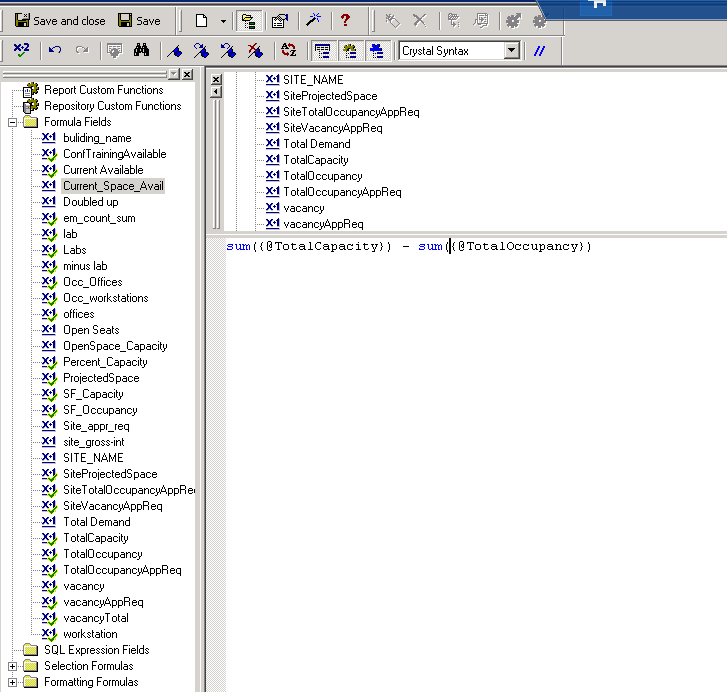 Save and close Save
Crystal Syntax //
Report Custom Functions
Repository Custom Functions
Formula Fields
buliding_name
ConfTrainingAvailable
Current Available
Current_Space_Avail
Doubled up
em_count_sum
lab
Labs
minus lab
Occ_Offices
Occ_workstations
offices
Open Seats
OpenSpace_Capacity
Percent_Capacity
ProjectedSpace
SF_Capacity
SF_Occupancy
Site_appr_req
site_gross-int
SITE_NAME
SiteProjectedSpace
SiteTotalOccupancyAppRe
SiteVacancyAppReq
Total Demand
TotalCapacity
TotalOccupancy
TotalOccupancyAppReq
vacancy
vacancyAppReq
vacancyTotal
workstation
SQL Expression Fields
Selection Formulas
Formatting Formulas
SITE_NAME
SiteProjectedSpace
SiteTotalOccupancyAppReq
SiteVacancyAppReq
Total Demand
TotalCapacity
TotalOccupancy
TotalOccupancyAppReq
vacancy
vacancyAppReq
sum({@TotalCapacity}) - sum({@TotalOccupancy})